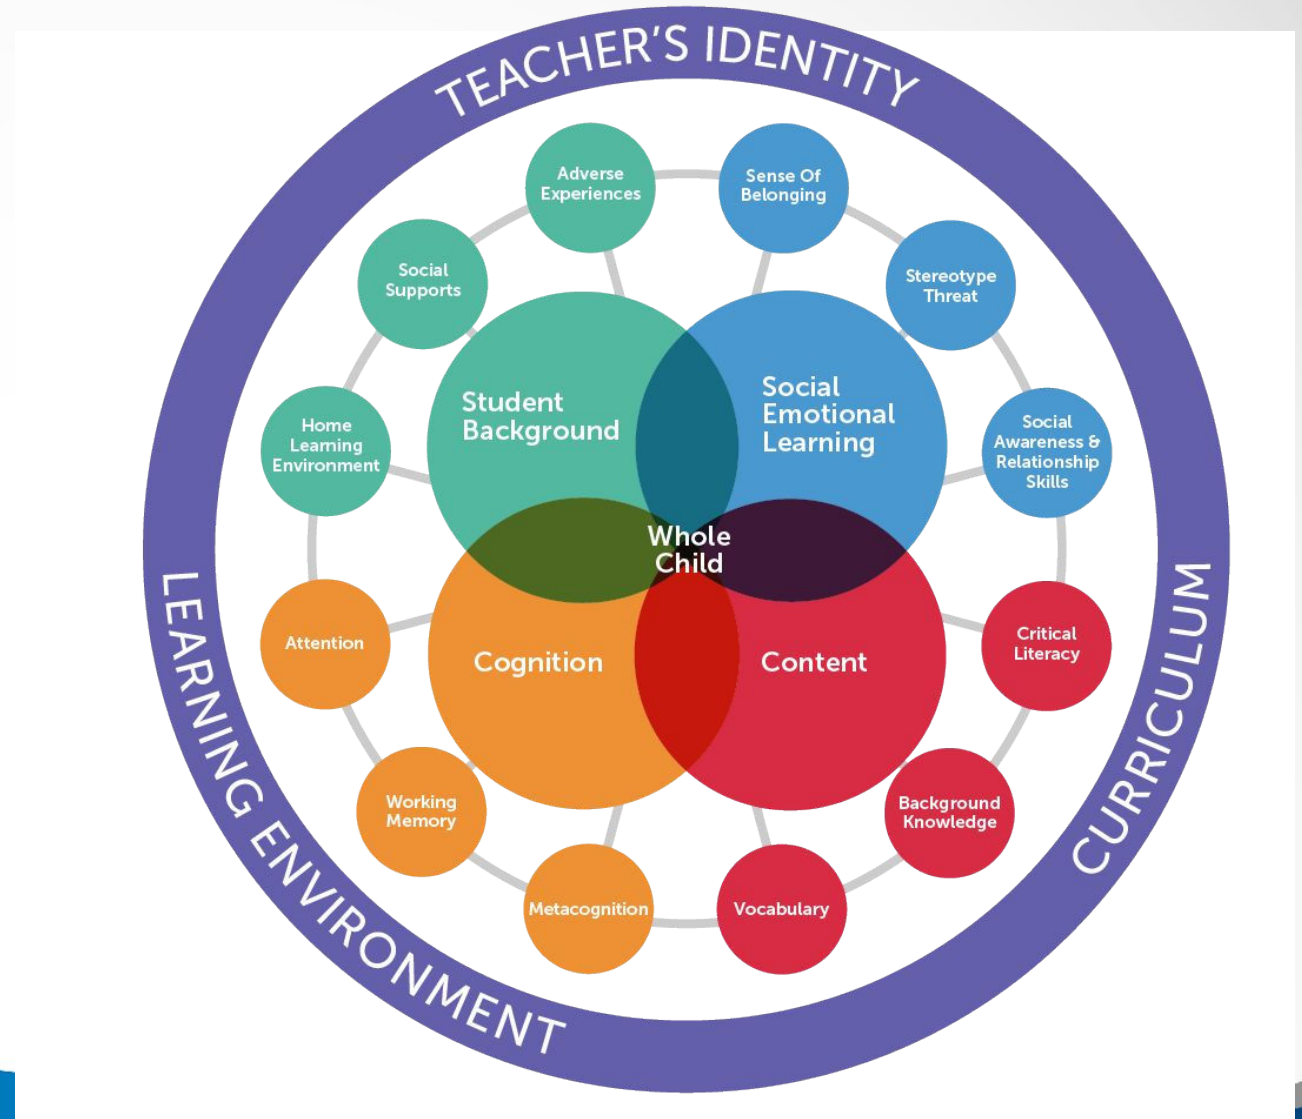 TEACHER'S IDENTITY
Adverse
Experiences
Sense Of
Belonging
Social
Supports
Stereotype
Threat
Home
Learning
Environment
Student
Background
Social
Emotional
Learning
Social
Awareness &
Relationship
Skills
Whole
Child
Attention
Cognition
Content
Critical
Literacy
Working
Memory
Background
Knowledge
Metacognition
Vocabulary
LEARNING ENVIRONMENT
CURRICULUM